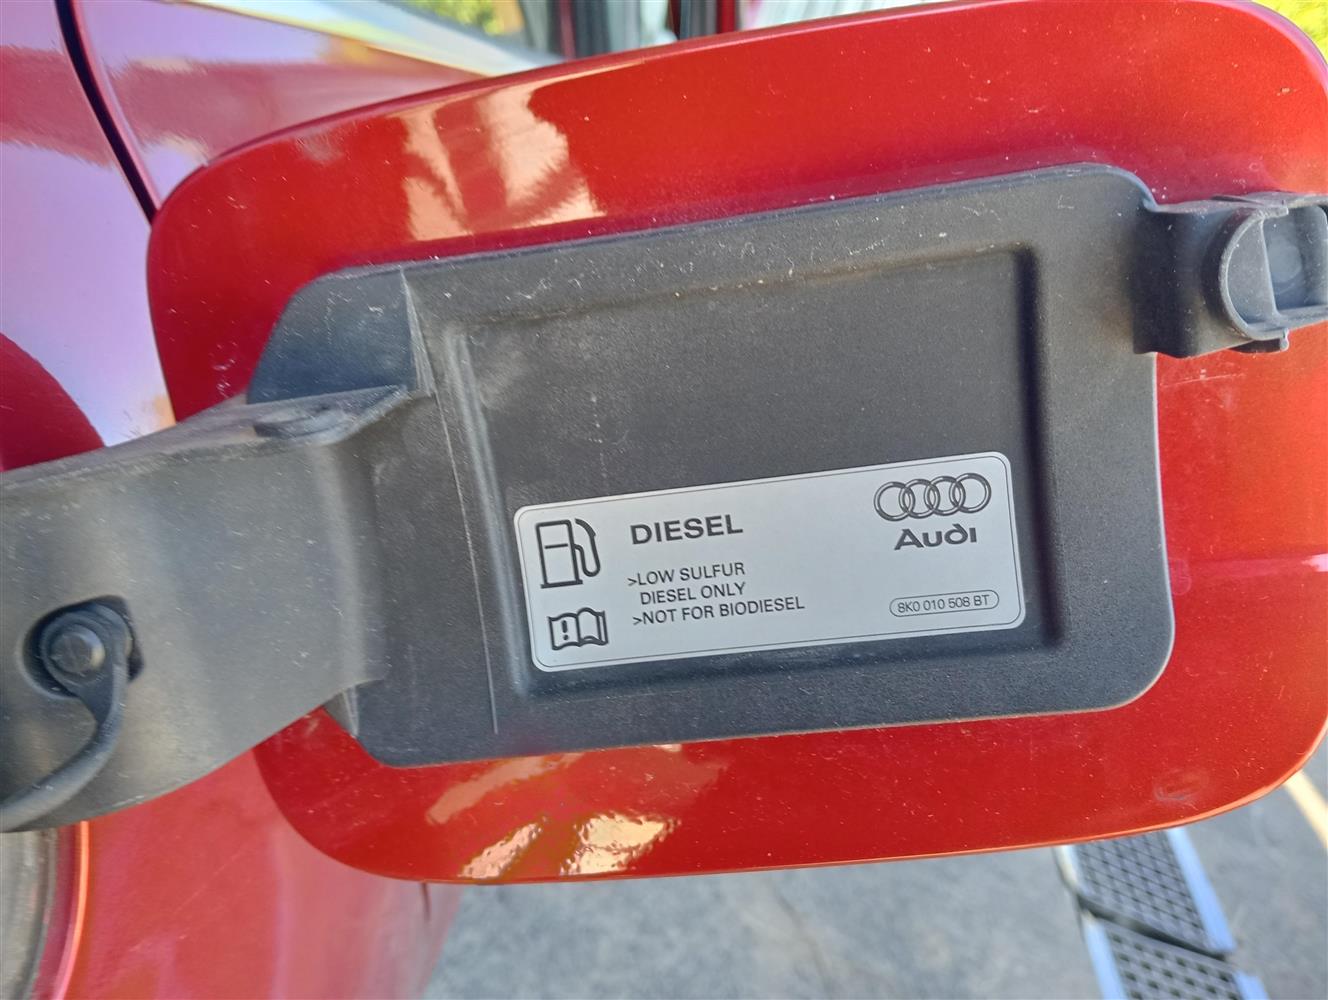 DIESEL
>LOW SULFUR
DIESEL ONLY
>NOT FOR BIODIESEL
Audi
8K0 010 508 BT